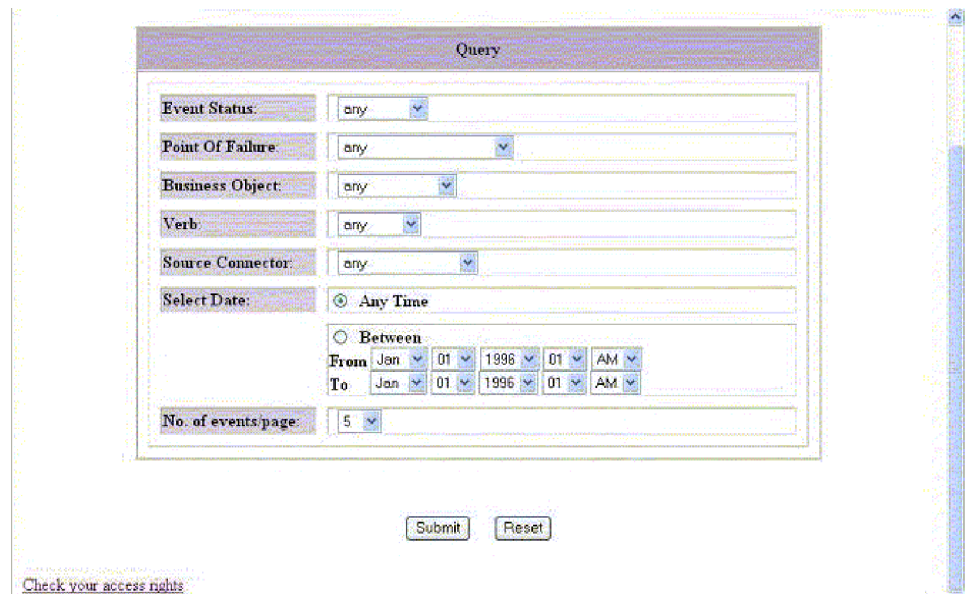 Query
Event Status: any
Point Of Failure: any
Business Object: any
Verb: any
Source Connector: any
Select Date: Any Time
Between
From Jan 01 1996 01 AM
To Jan 01 1996 01 AM
No. of events/page: 5
Submit Reset
Check your access rights